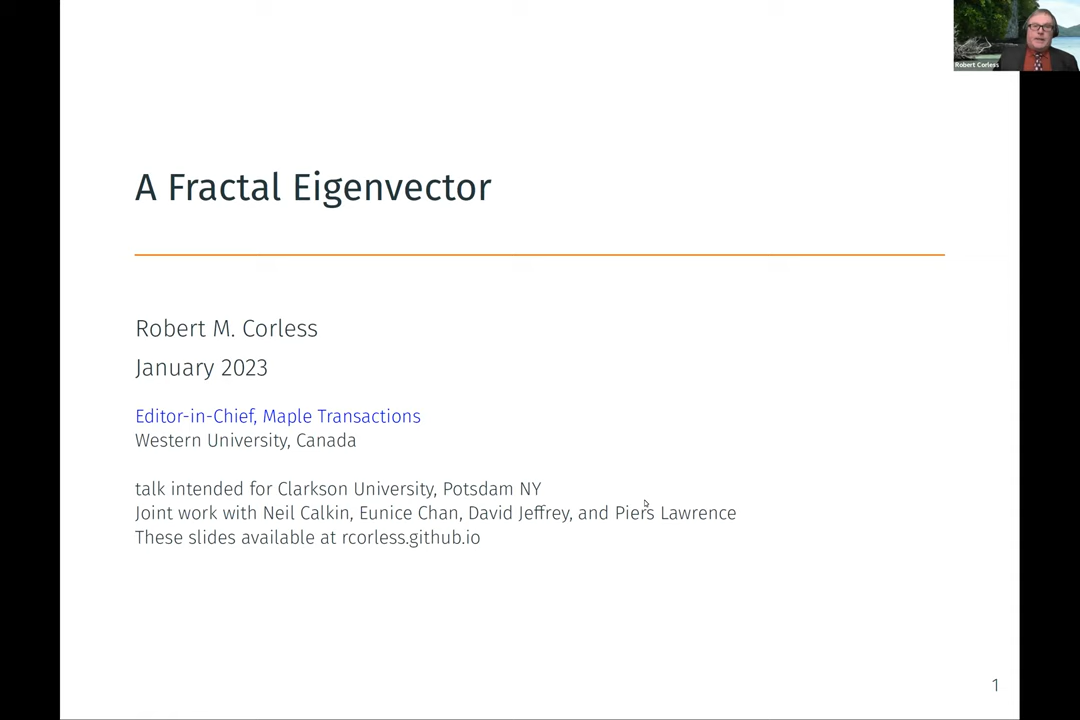 Robert Corless
A Fractal Eigenvector
Robert M. Corless
January 2023
Editor-in-Chief, Maple Transactions
Western University, Canada
talk intended for Clarkson University, Potsdam NY
Joint work with Neil Calkin, Eunice Chan, David Jeffrey, and Piers Lawrence
These slides available at rcorless.github.io
1